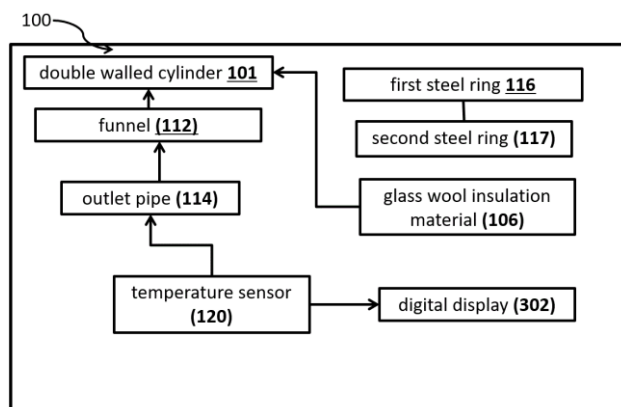 100
double walled cylinder 101
first steel ring 116
funnel (112)
second steel ring (117)
outlet pipe (114)
glass wool insulation
material (106)
temperature sensor
(120)
digital display (302)